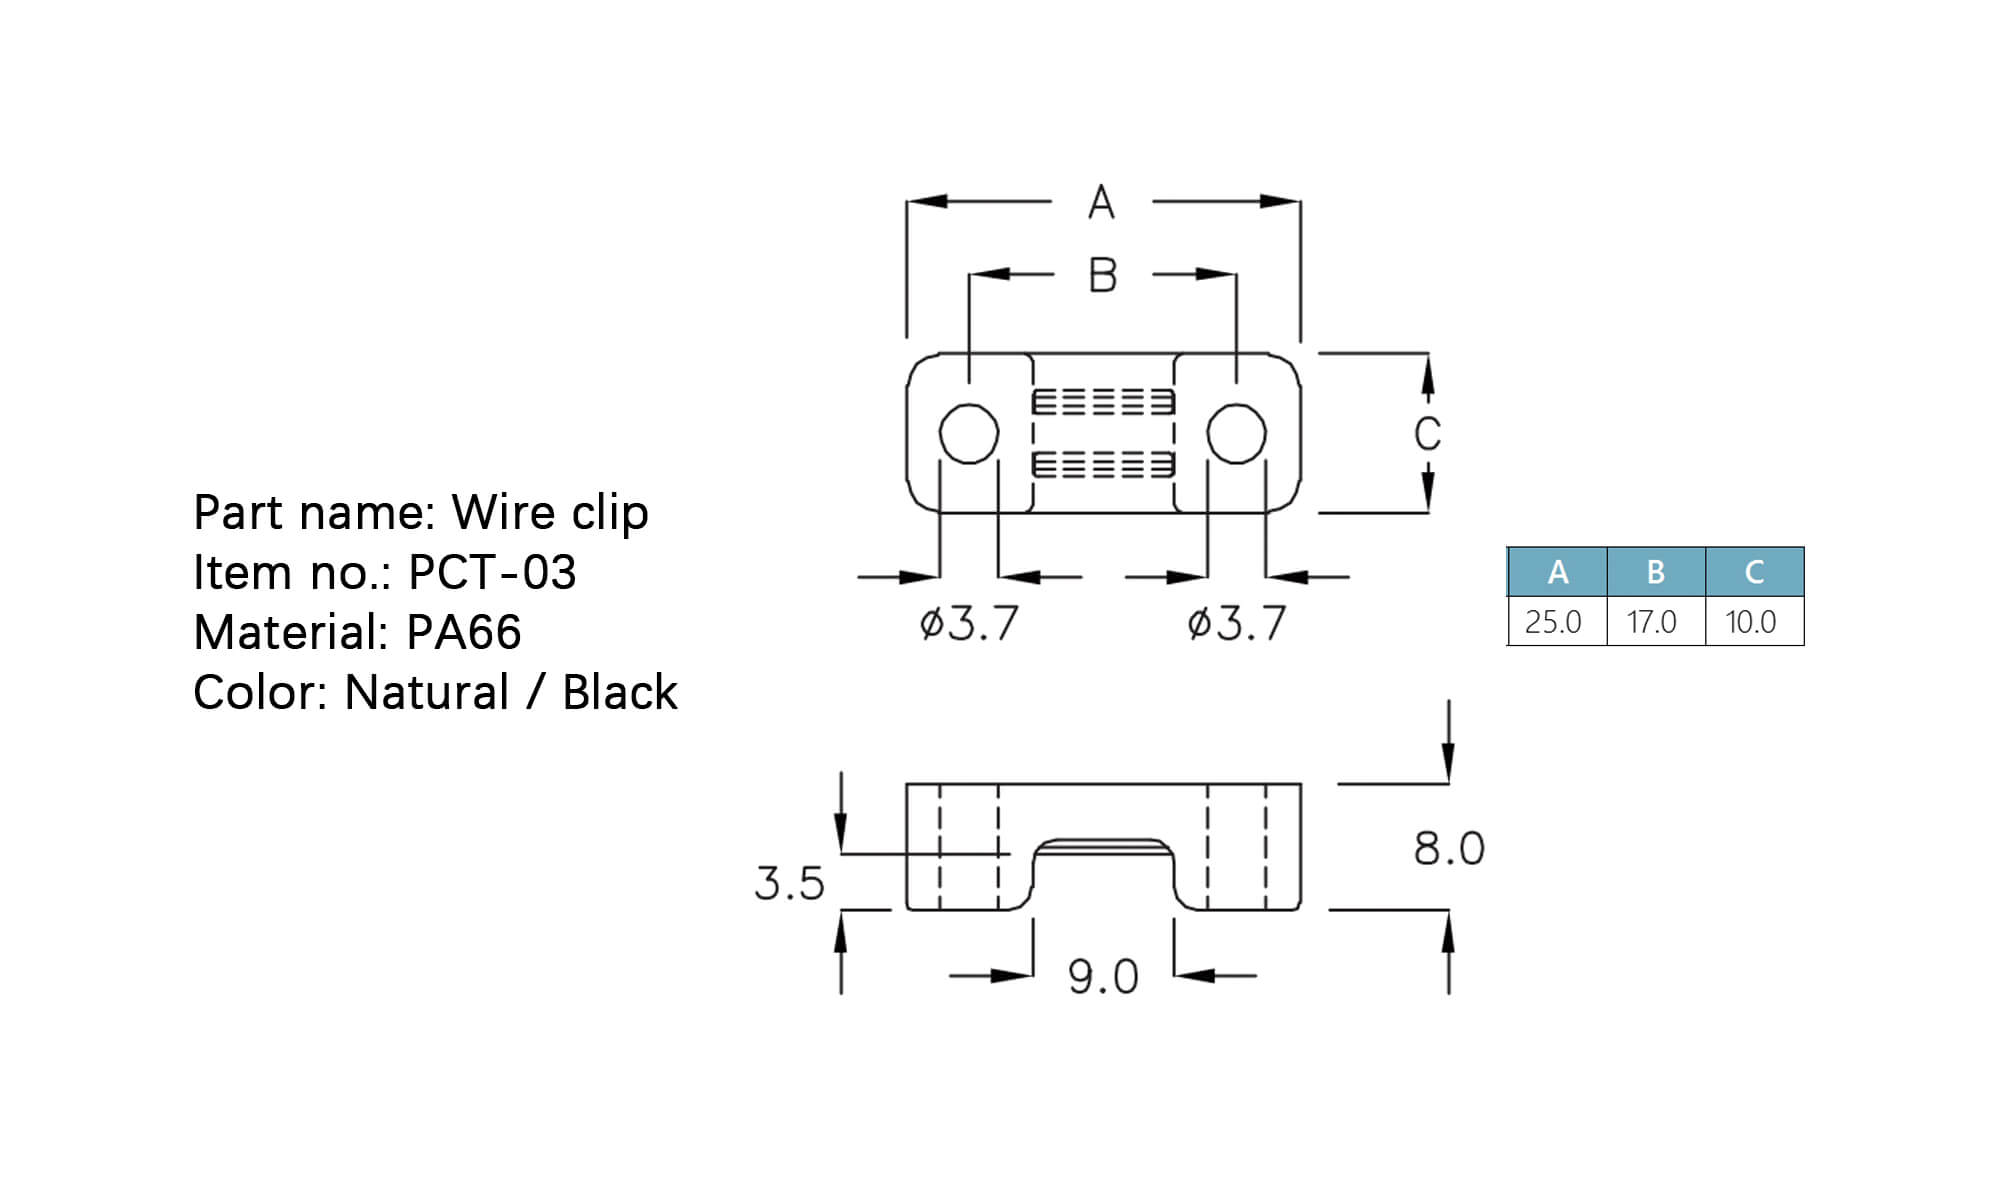 A
B
C
Part name: Wire clip
Item no.: PCT-03
Material: PA66
Color: Natural / Black
ø3.7 ø3.7
A B C
25.0 17.0 10.0
8.0
3.5
9.0